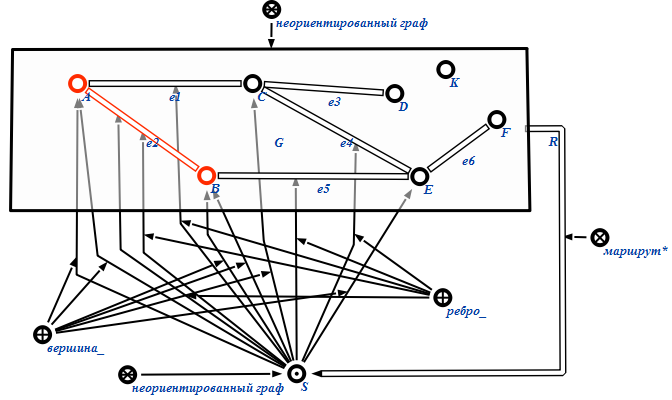 неориентированный граф
A
e1
C
e3
D
K
e2
G
e4
F
R
e6
B
e5
E
маршрут*
ребро_
вершина_
неориентированный граф
S